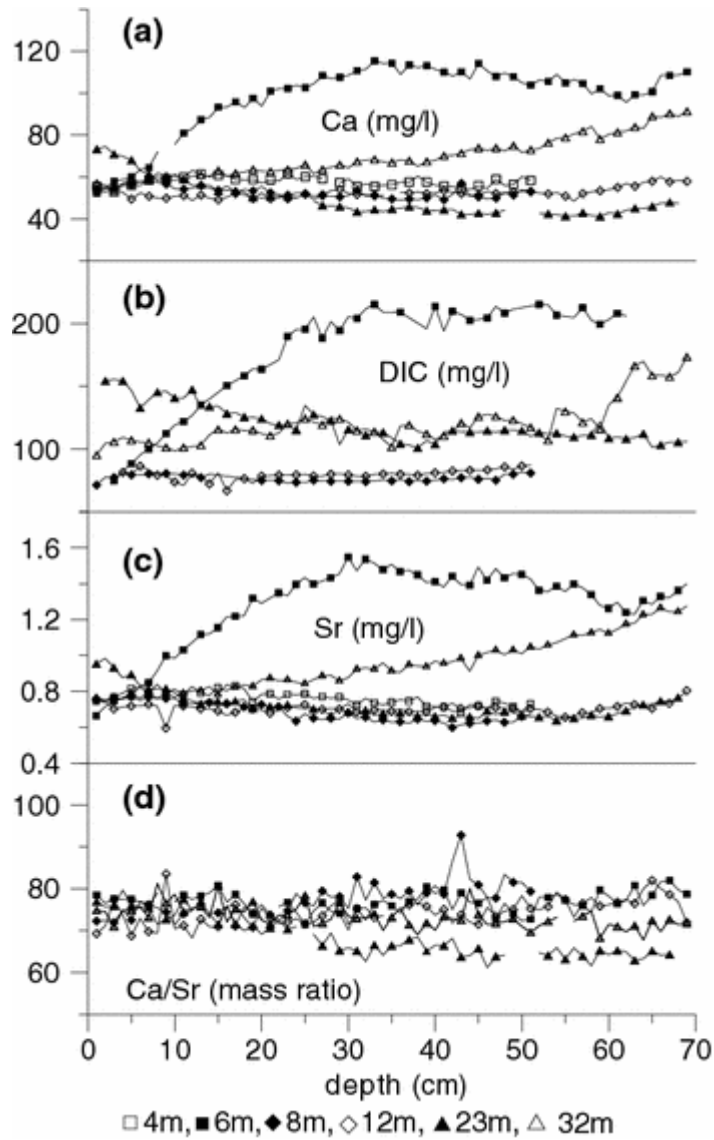 (a)
120
Ca (mg/l)
80
40
(b)
200
DIC (mg/l)
100
1.6
(c)
1.2
Sr (mg/l)
0.8
0.4
(d)
100
80
60
Ca/Sr (mass ratio)
0 10 20 30 40 50 60 70
depth (cm)
□ 4m, ■ 6m, ◆ 8m, ◇ 12m, ▲ 23m, △ 32m